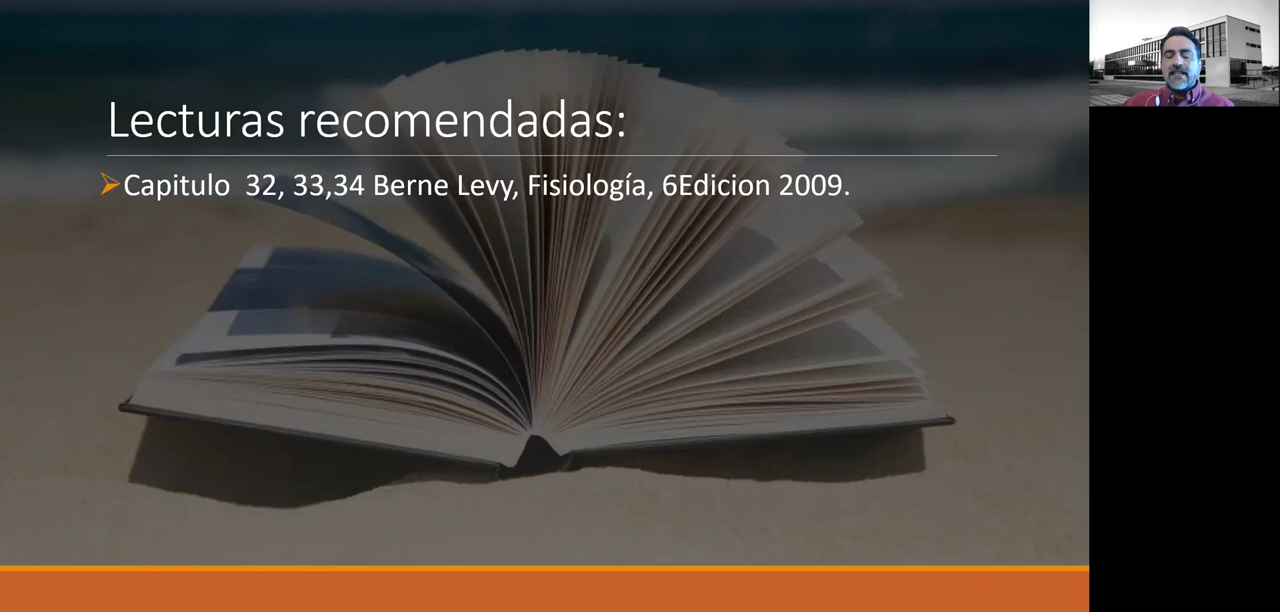 Lecturas recomendadas:
Capitulo 32, 33,34 Berne Levy, Fisiología, 6Edicion 2009.